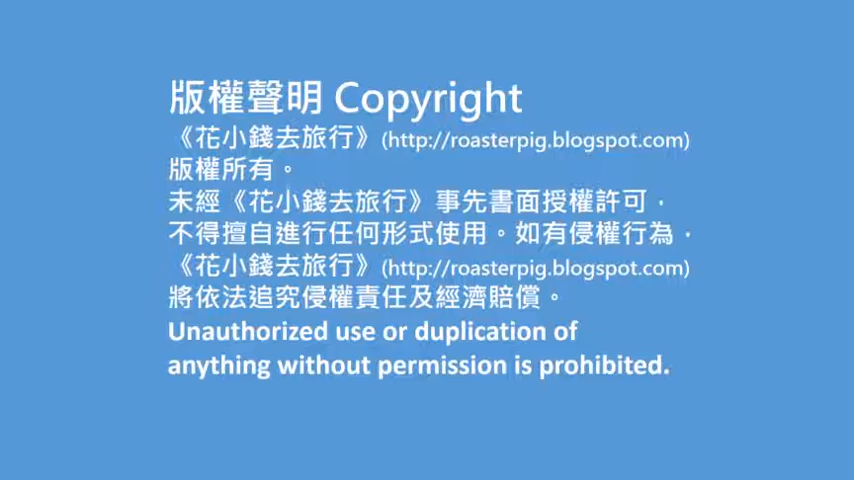 版權聲明 Copyright
《花小錢去旅行》(http://roasterpig.blogspot.com)
版權所有。
未經《花小錢去旅行》事先書面授權許可，
不得擅自進行任何形式使用。如有侵權行為，
《花小錢去旅行》(http://roasterpig.blogspot.com)
將依法追究侵權責任及經濟賠償。
Unauthorized use or duplication of
anything without permission is prohibited.